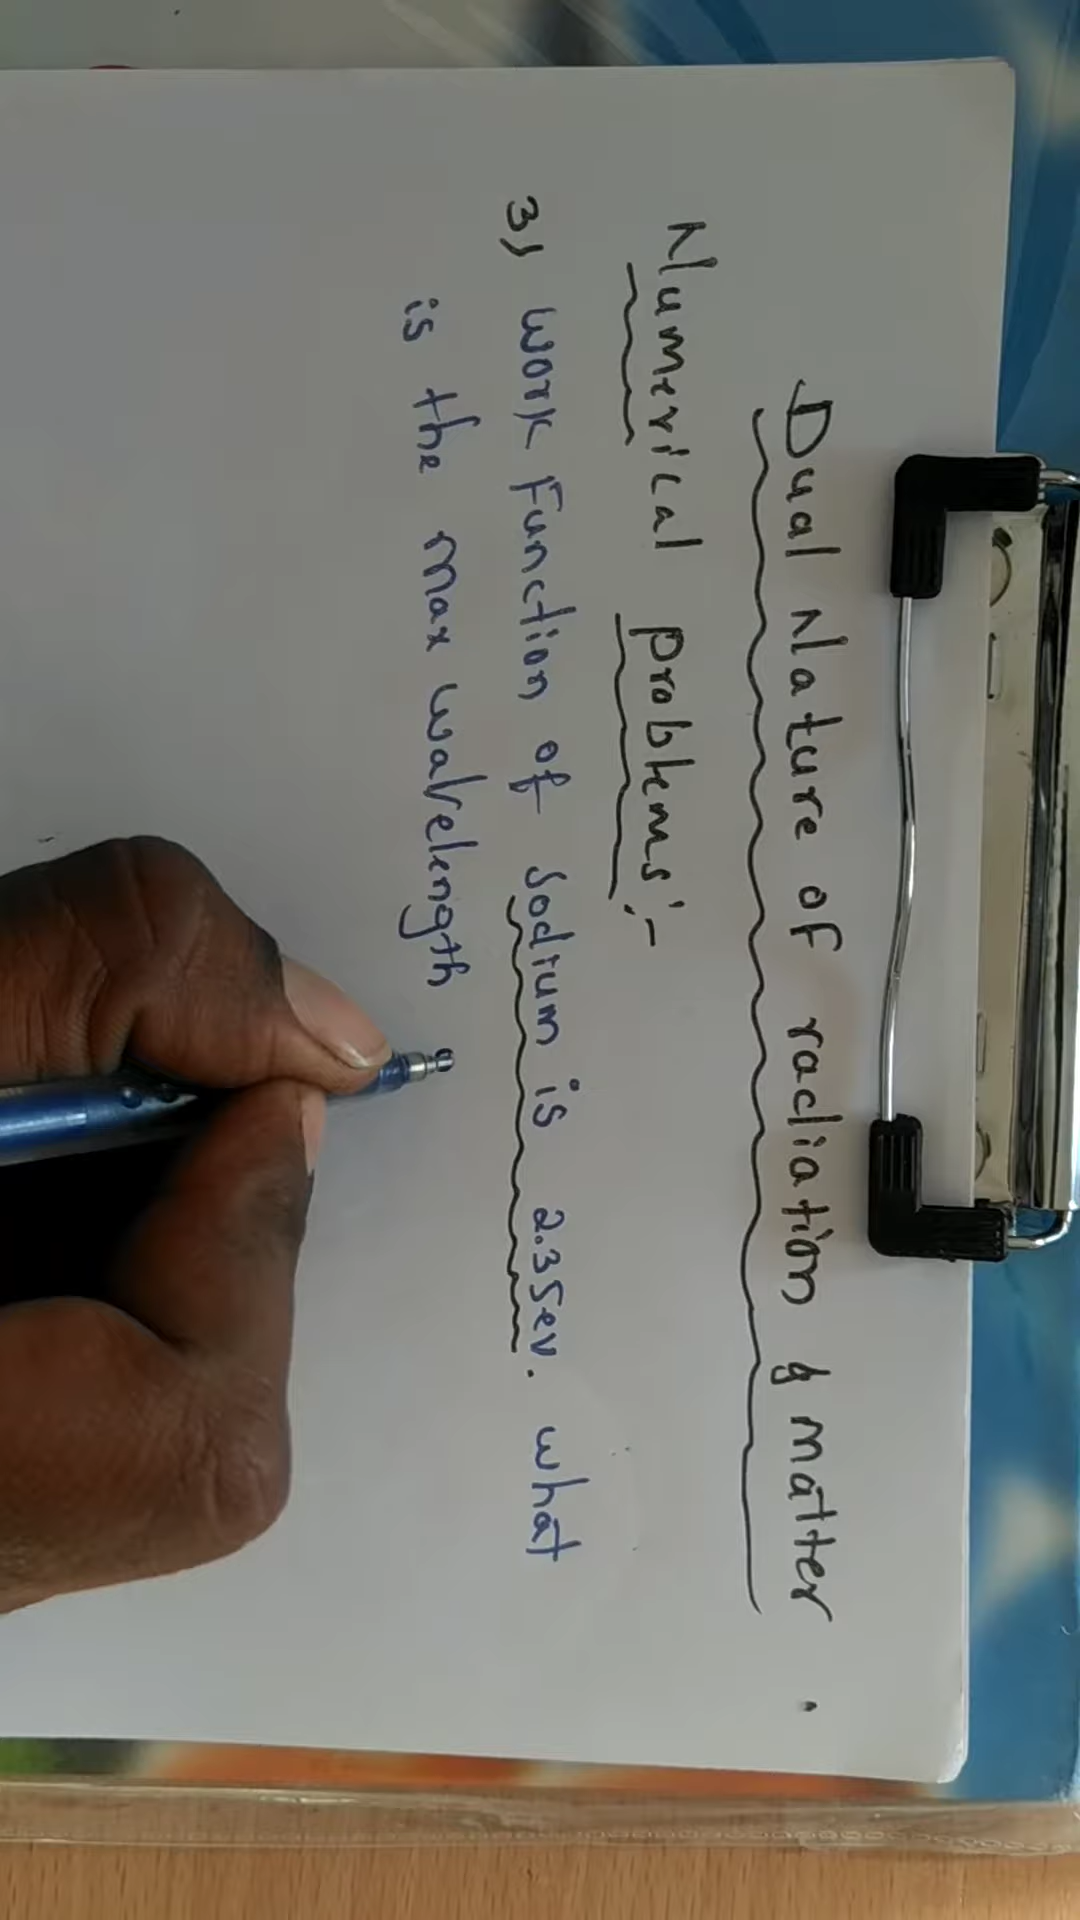 Dual Nature of radiation & matter.
Numerical problems:-
3) Work Function of Sodium is 2.35ev. what
is the max wavelength